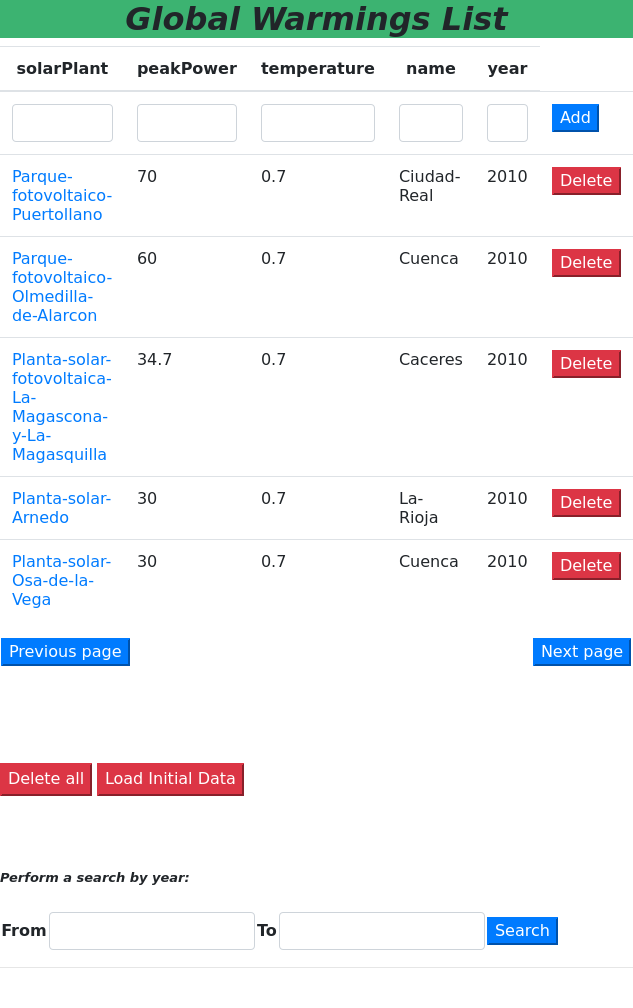 Global Warmings List
solarPlant peakPower temperature name year
Add
Parque- 70 0.7 Ciudad- 2010 Delete
fotovoltaico- Real
Puertollano
Parque- 60 0.7 Cuenca 2010 Delete
fotovoltaico-
Olmedilla-
de-Alarcon
Planta-solar- 34.7 0.7 Caceres 2010 Delete
fotovoltaica-
La-
Magascona-
y-La-
Magasquilla
Planta-solar- 30 0.7 La- 2010 Delete
Arnedo Rioja
Planta-solar- 30 0.7 Cuenca 2010 Delete
Osa-de-la-
Vega
Previous page Next page
Delete all Load Initial Data
Perform a search by year:
From To Search